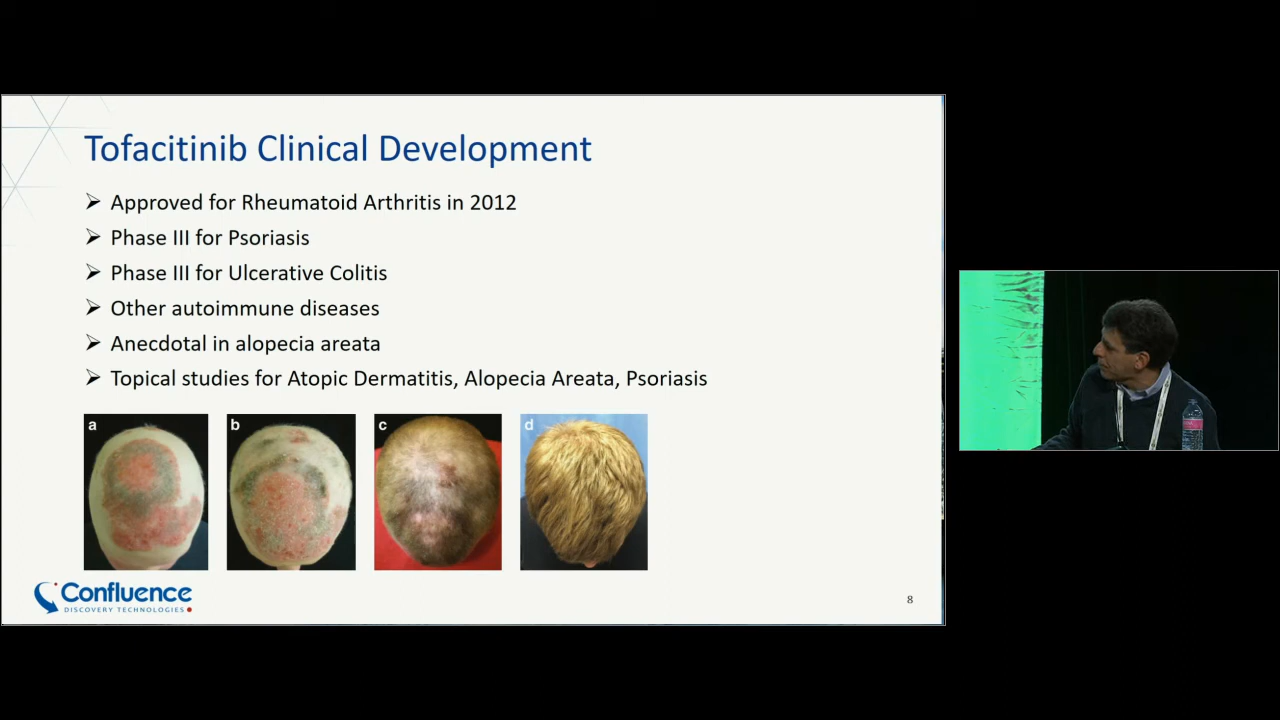 Tofacitinib Clinical Development
➢ Approved for Rheumatoid Arthritis in 2012
➢ Phase III for Psoriasis
➢ Phase III for Ulcerative Colitis
➢ Other autoimmune diseases
➢ Anecdotal in alopecia areata
➢ Topical studies for Atopic Dermatitis, Alopecia Areata, Psoriasis
a b c d
Confluence
DISCOVERY TECHNOLOGIES
8